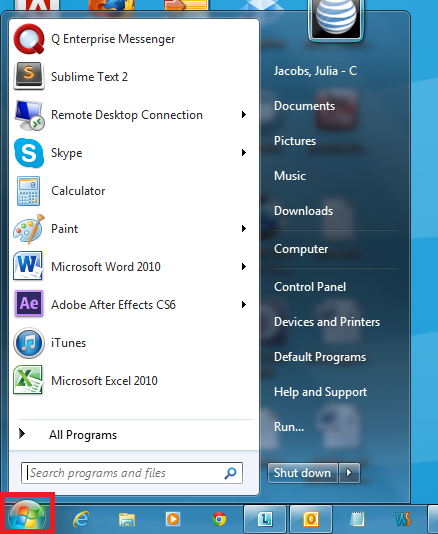 Q Enterprise Messenger
Sublime Text 2
Remote Desktop Connection
Skype
Calculator
Paint
Microsoft Word 2010
Adobe After Effects CS6
iTunes
Microsoft Excel 2010
All Programs
Search programs and files
Jacobs, Julia - C
Documents
Pictures
Music
Downloads
Computer
Control Panel
Devices and Printers
Default Programs
Help and Support
Run...
Shut down